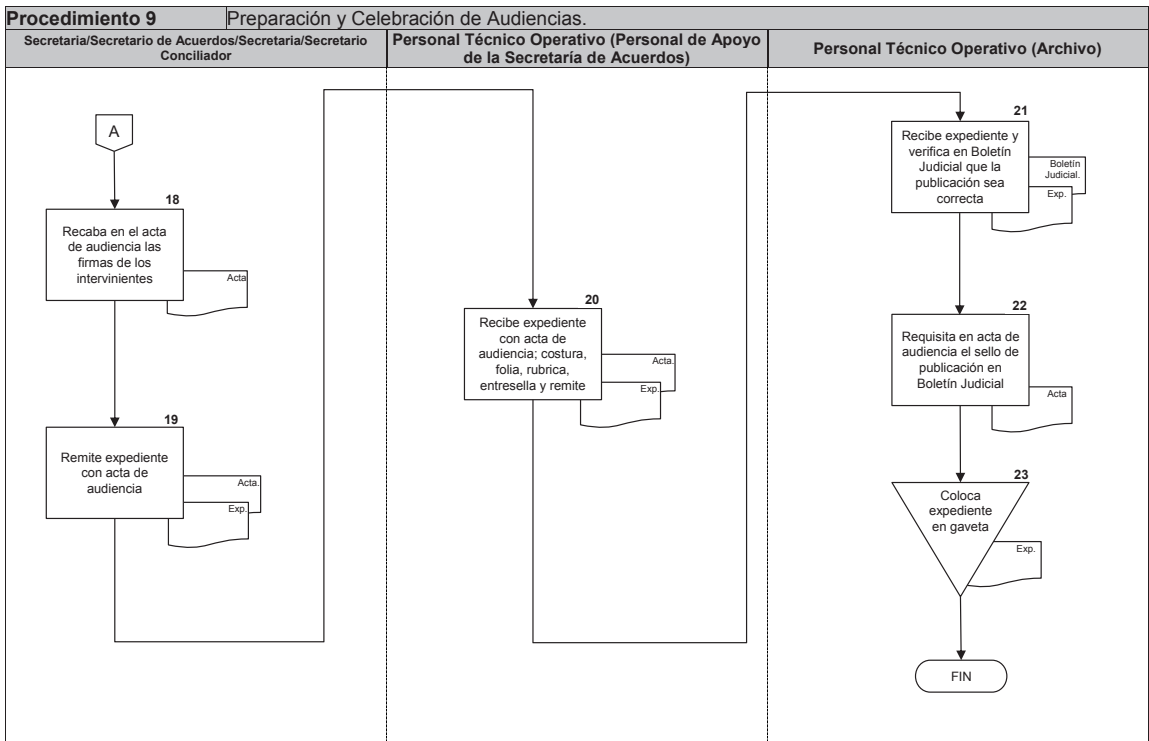 Procedimiento 9 Preparación y Celebración de Audiencias.
Secretaria/Secretario de Acuerdos/Secretaria/Secretario
Conciliador
Personal Técnico Operativo (Personal de Apoyo
de la Secretaría de Acuerdos)
Personal Técnico Operativo (Archivo)
A
18
Recaba en el acta
de audiencia las
firmas de los
intervinientes
Acta
19
Remite expediente
con acta de
audiencia
Acta.
Exp.
20
Recibe expediente
con acta de
audiencia; costura,
folia, rubrica,
entresella y remite
Acta.
Exp.
21
Recibe expediente y
verifica en Boletín
Judicial que la
publicación sea
correcta
Boletín
Judicial.
Exp.
22
Requisita en acta de
audiencia el sello de
publicación en
Boletín Judicial
Acta
23
Coloca
expediente
en gaveta
Exp.
FIN